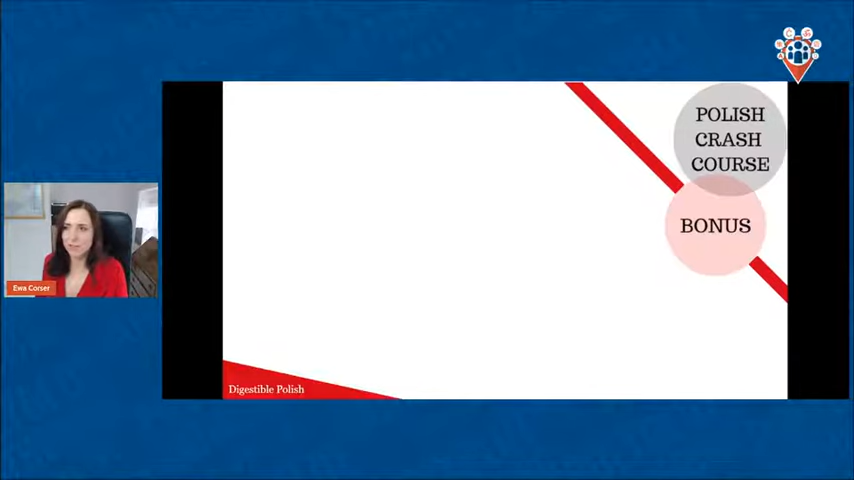 POLISH
CRASH
COURSE
BONUS
Ewa Corser
Digestible Polish